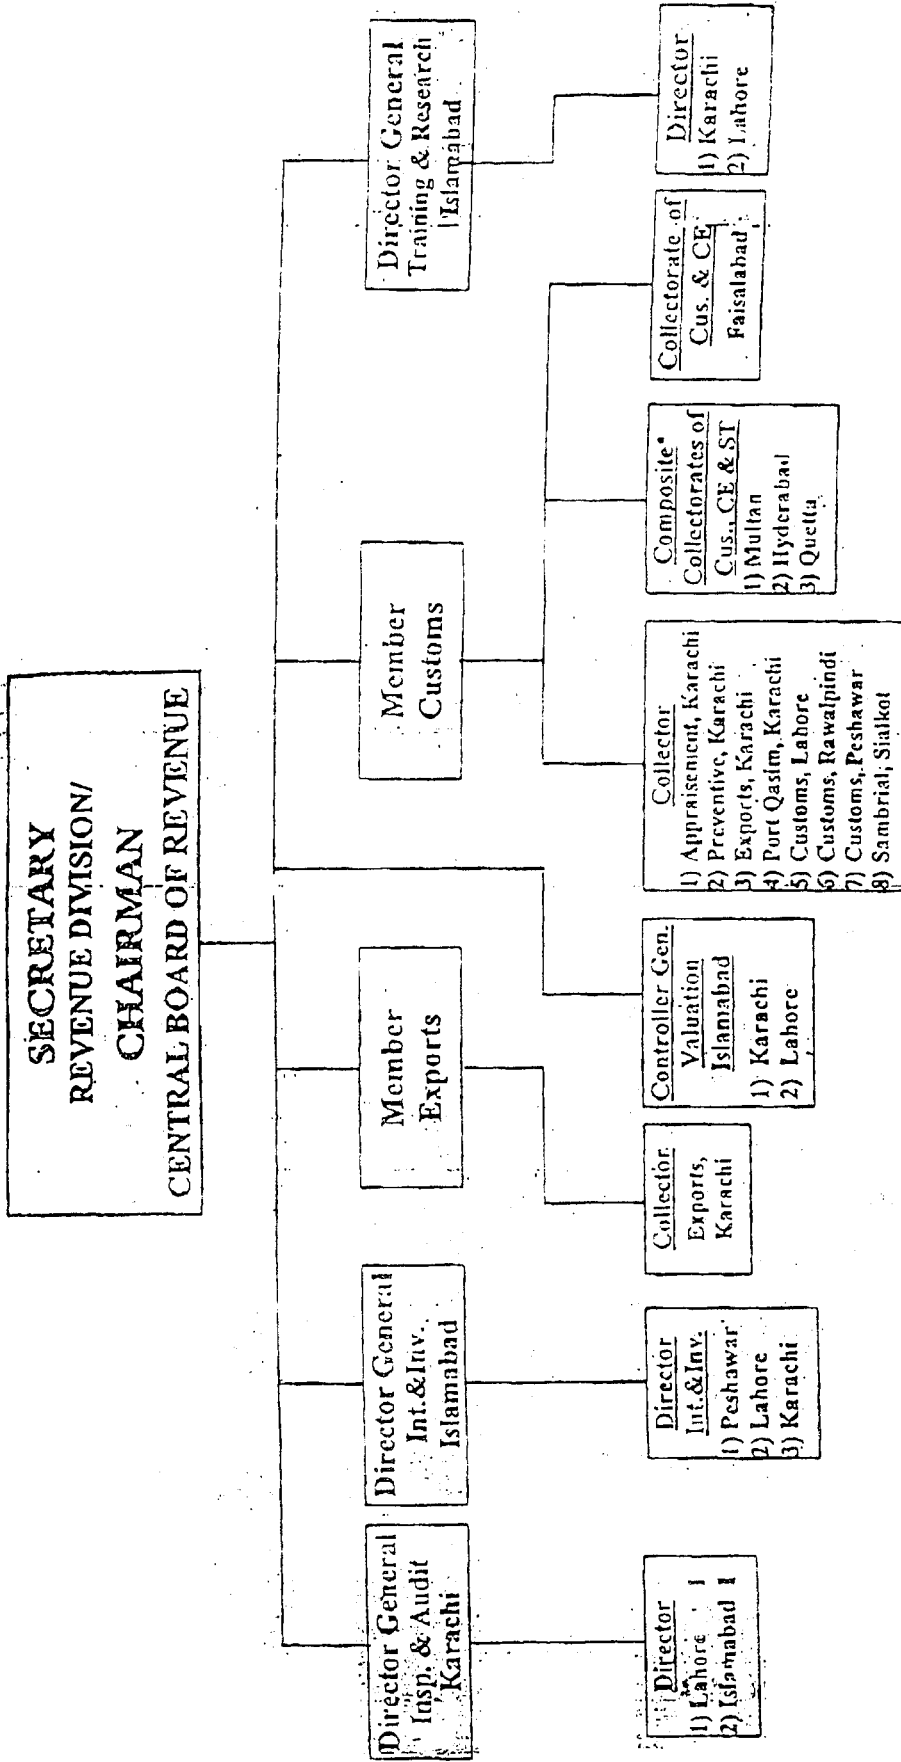 SECRETARY
REVENUE DIVISION/
CHAIRMAN
CENTRAL BOARD OF REVENUE
Director General
Insp. & Audit
Karachi
Director General
Int.&Inv.
Islamabad
Member
Exports
Member
Customs
Director General
Training & Research
Islamabad
Director
1) Lahore 1
2) Islamabad 1
Director
Int.&Inv.
1) Peshawar
2) Lahore
3) Karachi
Collector
Exports,
Karachi
Controller Gen.
Valuation
Islamabad
1) Karachi
2) Lahore
Collector
1) Appraisement, Karachi
2) Preventive, Karachi
3) Exports, Karachi
4) Port Qasim, Karachi
5) Customs, Lahore
6) Customs, Rawalpindi
7) Customs, Peshawar
8) Sambrial, Sialkot
Composite*
Collectorates of
Cus., CE & ST
1) Multan
2) Hyderabad
3) Quetta
Collectorate of
Cus. & CE
Faisalabad
Director
1) Karachi
2) Lahore